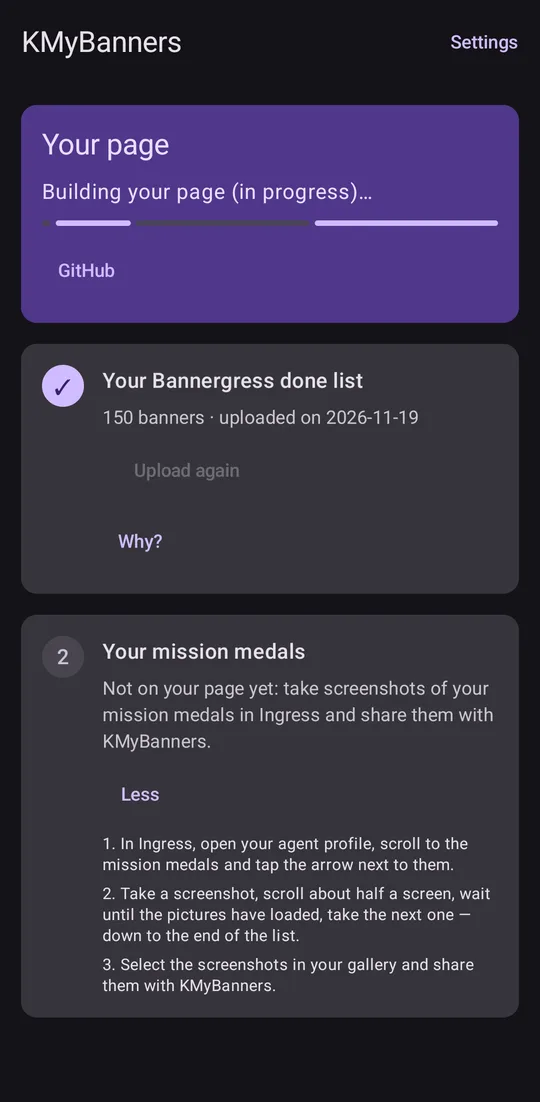 KMyBanners
Settings
Your page
Building your page (in progress)…
GitHub
✓
Your Bannergress done list
150 banners · uploaded on 2026-11-19
Upload again
Why?
2
Your mission medals
Not on your page yet: take screenshots of your
mission medals in Ingress and share them with
KMyBanners.
Less
1. In Ingress, open your agent profile, scroll to the
mission medals and tap the arrow next to them.
2. Take a screenshot, scroll about half a screen, wait
until the pictures have loaded, take the next one —
down to the end of the list.
3. Select the screenshots in your gallery and share
them with KMyBanners.